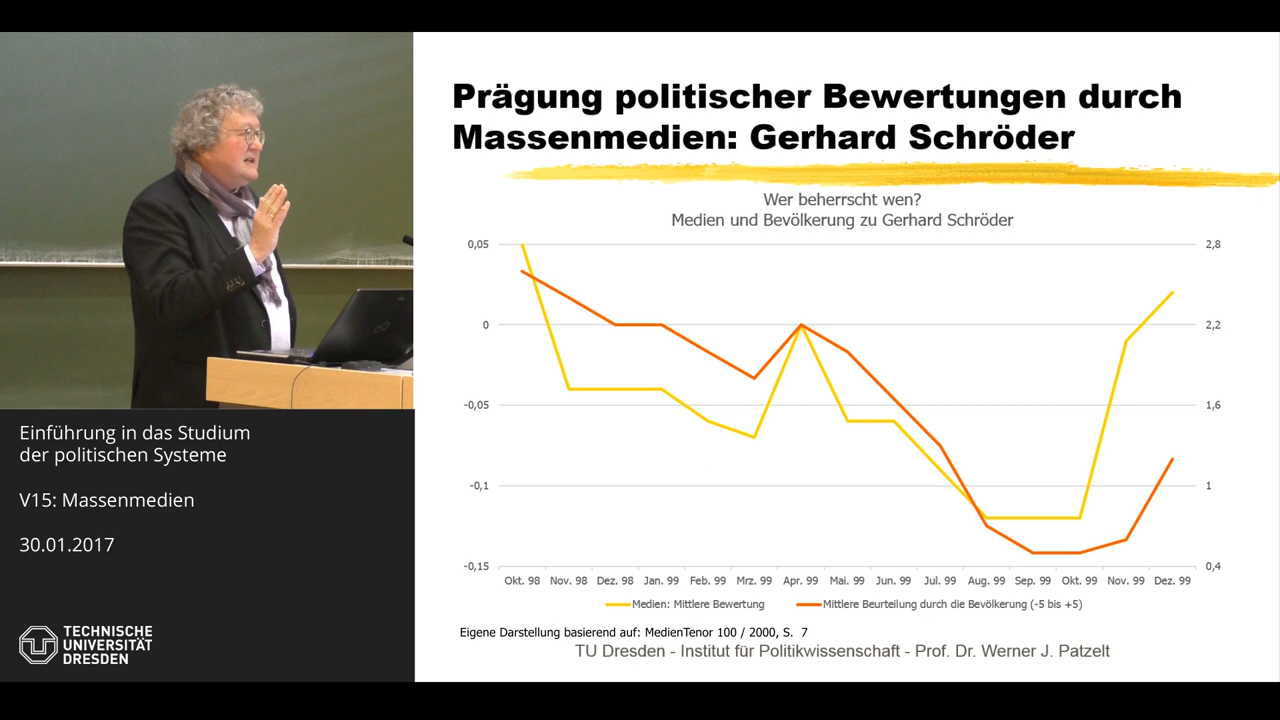 Prägung politischer Bewertungen durch
Massenmedien: Gerhard Schröder
Wer beherrscht wen?
Medien und Bevölkerung zu Gerhard Schröder
0,05
0
-0,05
-0,1
-0,15
2,8
2,2
1,6
1
0,4
Okt. 98 Nov. 98 Dez. 98 Jan. 99 Feb. 99 Mrz. 99 Apr. 99 Mai. 99 Jun. 99 Jul. 99 Aug. 99 Sep. 99 Okt. 99 Nov. 99 Dez. 99
Medien: Mittlere Bewertung Mittlere Beurteilung durch die Bevölkerung (-5 bis +5)
Eigene Darstellung basierend auf: MedienTenor 100 / 2000, S. 7
TU Dresden - Institut für Politikwissenschaft - Prof. Dr. Werner J. Patzelt
Einführung in das Studium
der politischen Systeme
V15: Massenmedien
30.01.2017
TECHNISCHE
UNIVERSITÄT
DRESDEN